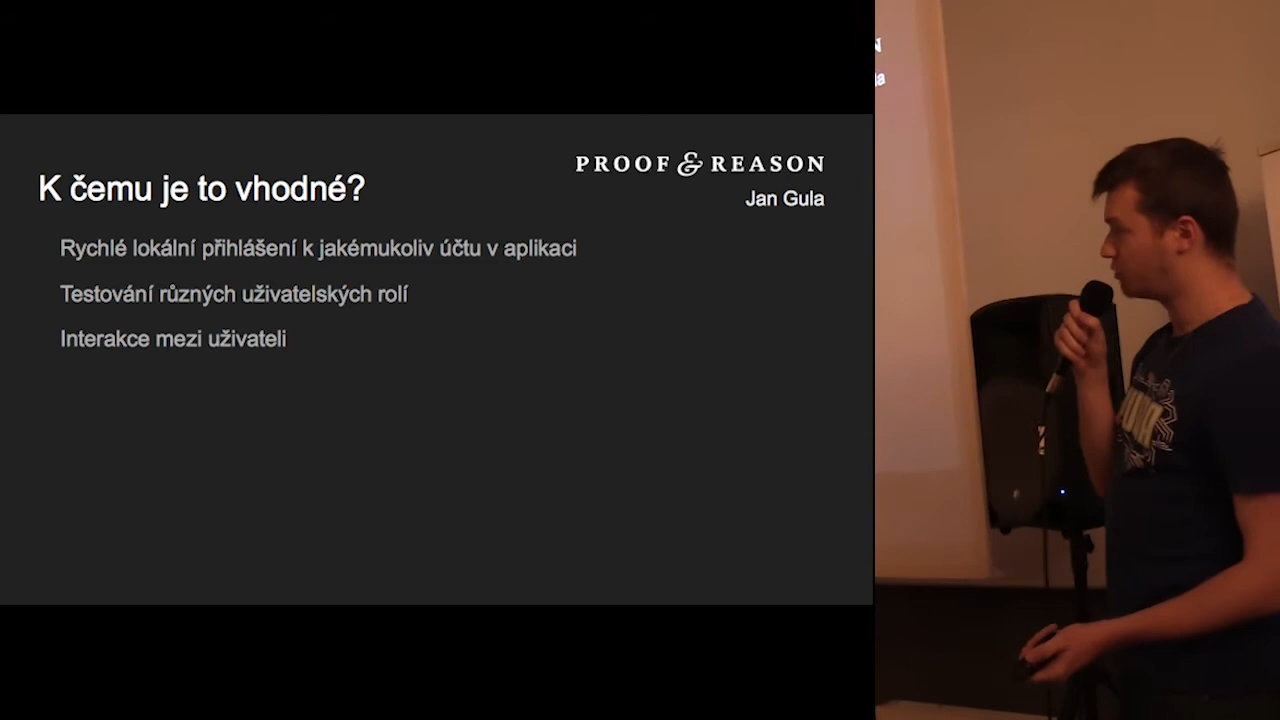 PROOF & REASON
Jan Gula
K čemu je to vhodné?
Rychlé lokální přihlášení k jakémukoliv účtu v aplikaci
Testování různých uživatelských rolí
Interakce mezi uživateli